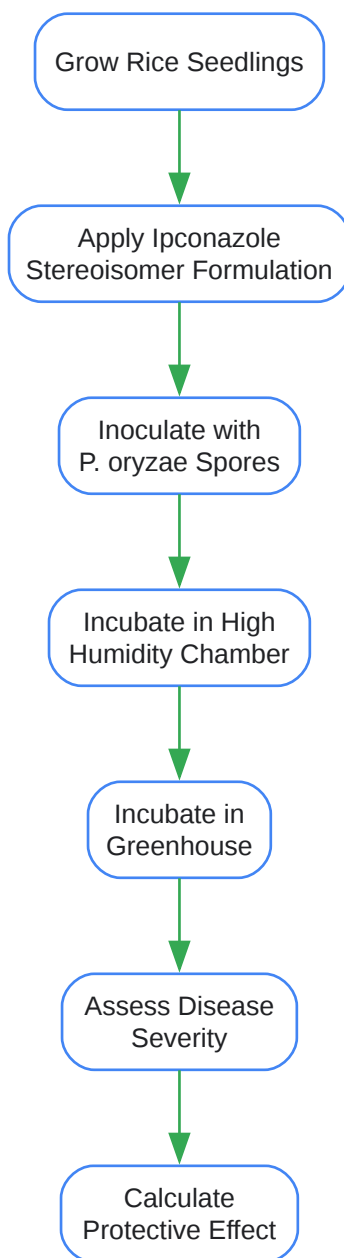 Grow Rice Seedlings
Apply Ipconazole
Stereoisomer Formulation
Inoculate with
P. oryzae Spores
Incubate in High
Humidity Chamber
Incubate in
Greenhouse
Assess Disease
Severity
Calculate
Protective Effect